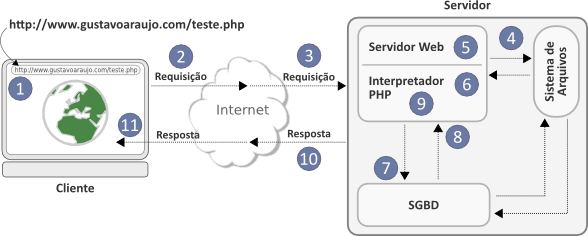 Servidor
http://www.gustavoaraujo.com/teste.php
http://www.gustavoaraujo.com/teste.php
1
2
Requisição
3
Requisição
Internet
11
Resposta
Resposta
10
Cliente
Servidor Web
5
4
Interpretador
PHP
6
9
Sistema de
Arquivos
7
8
SGBD